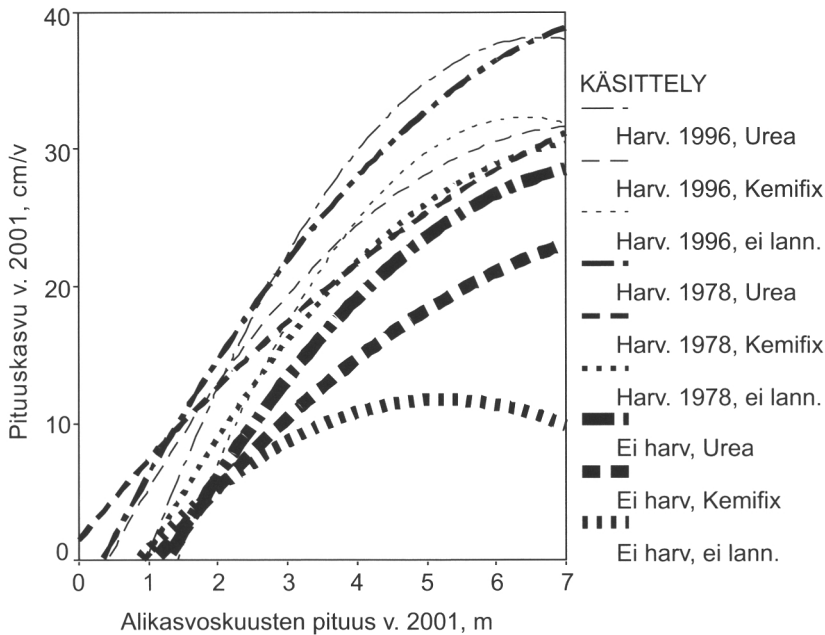 40
30
20
10
0
Pituuskasvu v. 2001, cm/v
0 1 2 3 4 5 6 7
Alikasvoskuusten pituus v. 2001, m
KÄSITTELY
Harv. 1996, Urea
Harv. 1996, Kemifix
Harv. 1996, ei lann.
Harv. 1978, Urea
Harv. 1978, Kemifix
Harv. 1978, ei lann.
Ei harv, Urea
Ei harv, Kemifix
Ei harv, ei lann.